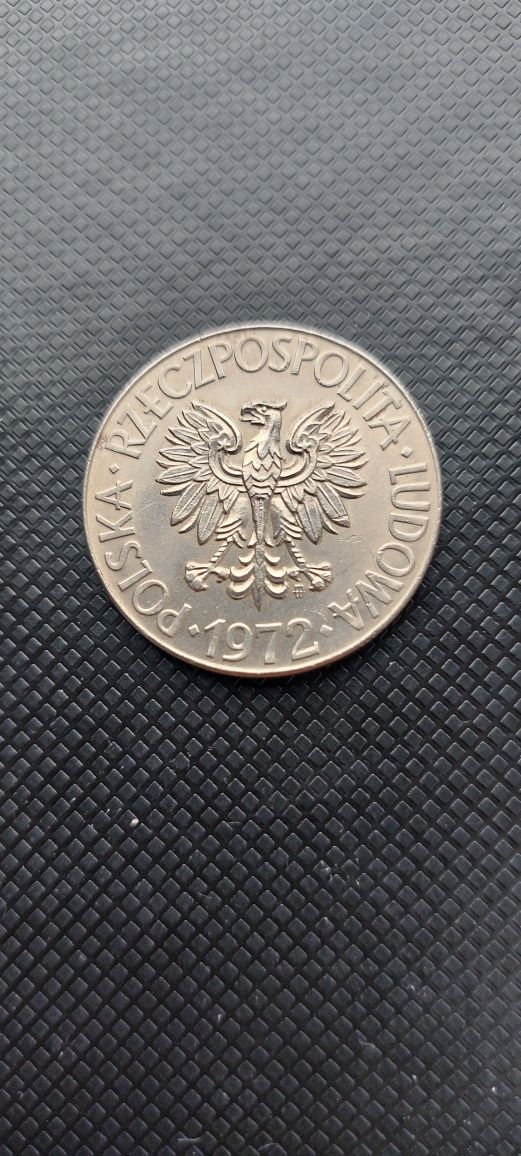 POLSKA · RZECZPOSPOLITA · LUDOWA
· 1972 ·